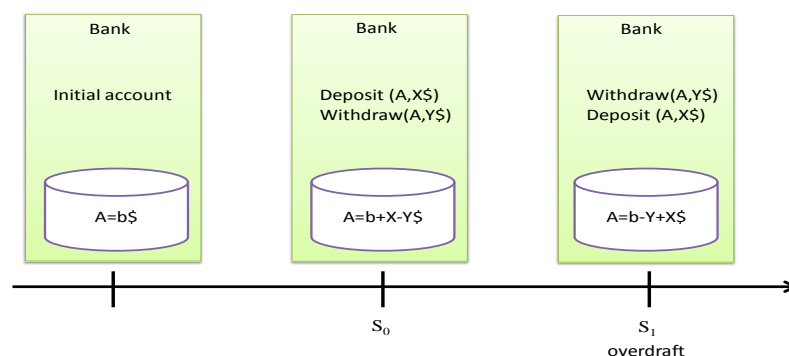 Bank
Initial account
A=b$
Bank
Deposit (A,X$)
Withdraw(A,Y$)
A=b+X-Y$
Bank
Withdraw(A,Y$)
Deposit (A,X$)
A=b-Y+X$
S₀
S₁
overdraft